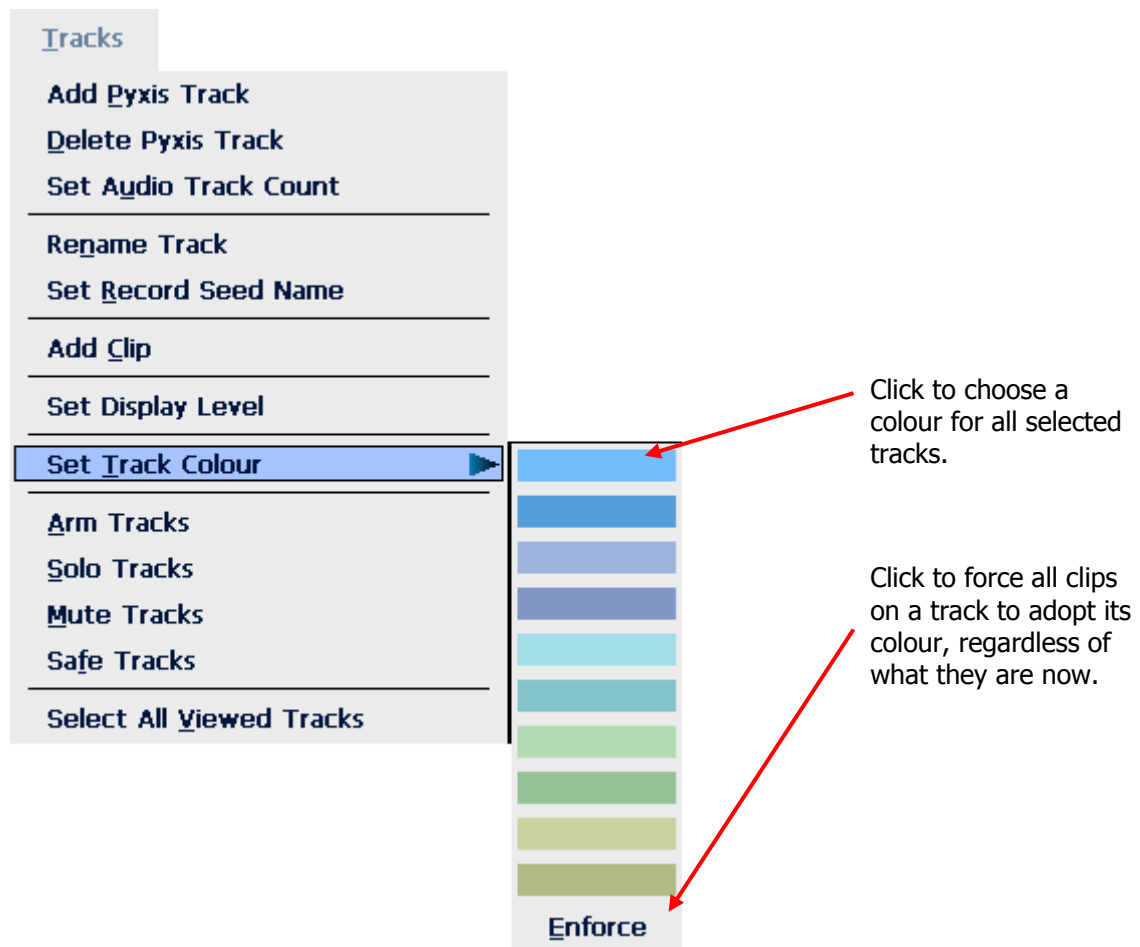 Tracks
Add Pyxis Track
Delete Pyxis Track
Set Audio Track Count
Rename Track
Set Record Seed Name
Add Clip
Set Display Level
Set Track Colour
Arm Tracks
Solo Tracks
Mute Tracks
Safe Tracks
Select All Viewed Tracks
Enforce
Click to choose a
colour for all selected
tracks.
Click to force all clips
on a track to adopt its
colour, regardless of
what they are now.